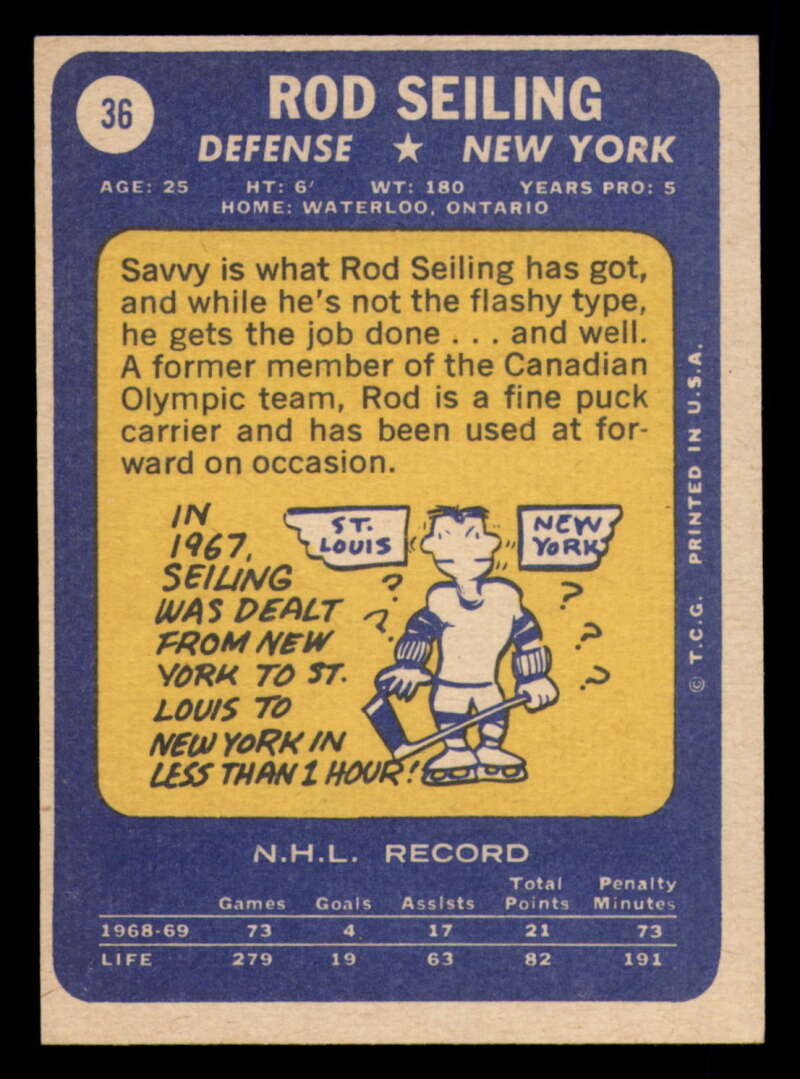 36
ROD SEILING
DEFENSE ★ NEW YORK
AGE: 25 HT: 6' WT: 180 YEARS PRO: 5
HOME: WATERLOO, ONTARIO
Savvy is what Rod Seiling has got,
and while he's not the flashy type,
he gets the job done . . . and well.
A former member of the Canadian
Olympic team, Rod is a fine puck
carrier and has been used at for-
ward on occasion.
IN
1967,
SEILING
WAS DEALT
FROM NEW
YORK TO ST.
LOUIS TO
NEW YORK IN
LESS THAN 1 HOUR!
ST.
LOUIS
NEW
YORK
?
?
?
?
?
© T.C.G. PRINTED IN U.S.A.
N.H.L. RECORD
Games Goals Assists Total Points Penalty Minutes
1968-69 73 4 17 21 73
LIFE 279 19 63 82 191